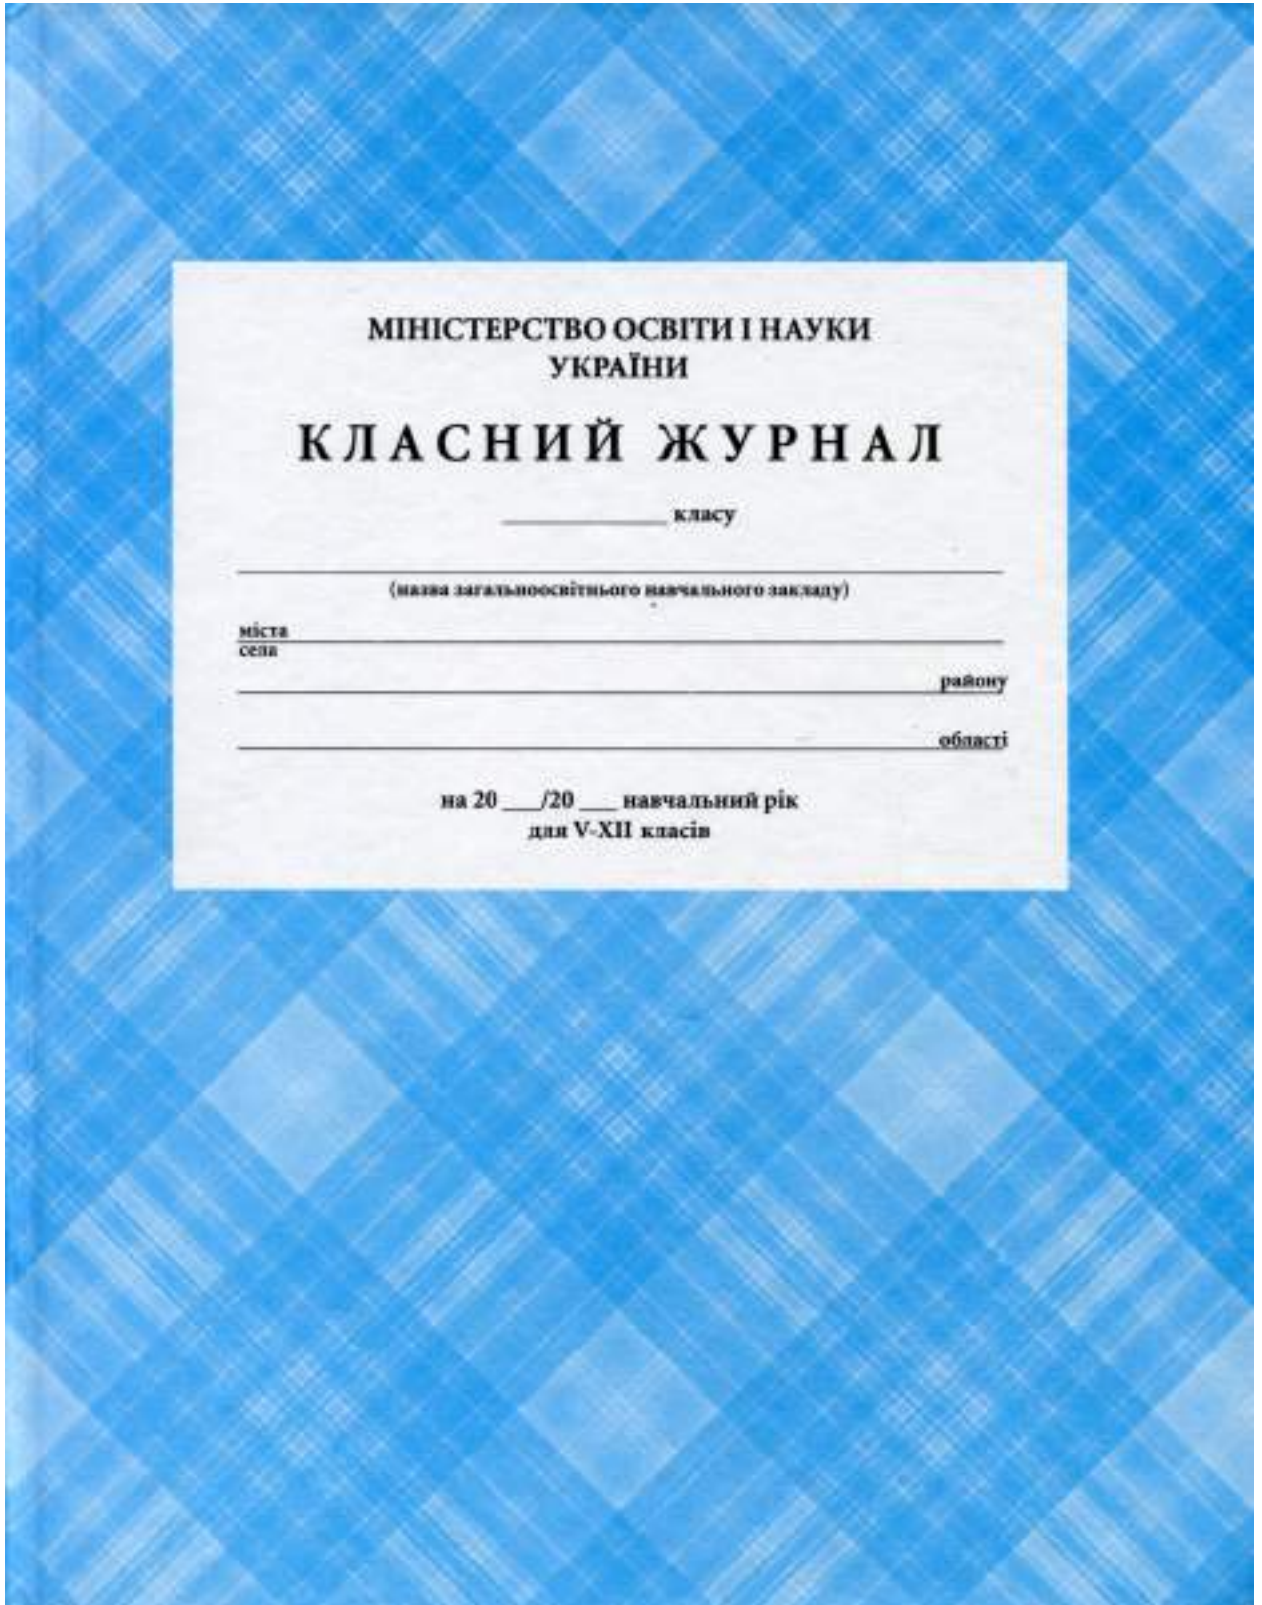 МІНІСТЕРСТВО ОСВІТИ І НАУКИ
УКРАЇНИ
КЛАСНИЙ ЖУРНАЛ
____________ класу
(назва загальноосвітнього навчального закладу)
міста
села
району
області
на 20 ___/20 ___ навчальний рік
для V-XII класів